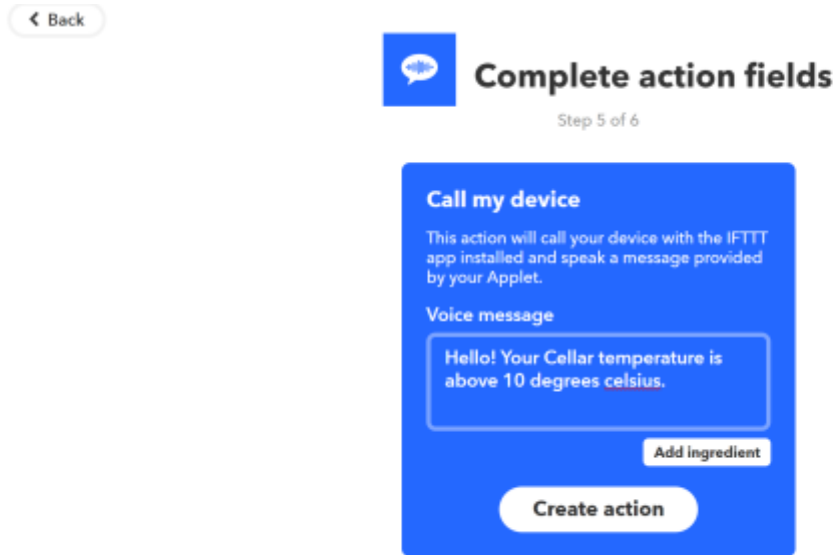 Back
Complete action fields
Step 5 of 6
Call my device
This action will call your device with the IFTTT
app installed and speak a message provided
by your Applet.
Voice message
Hello! Your Cellar temperature is
above 10 degrees celsius.
Add ingredient
Create action